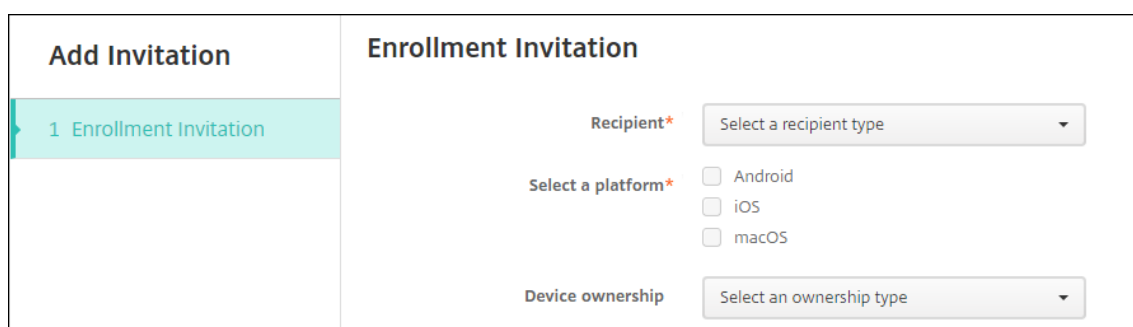 Add Invitation
1 Enrollment Invitation
Enrollment Invitation
Recipient*
Select a recipient type
Select a platform*
Android
iOS
macOS
Device ownership
Select an ownership type